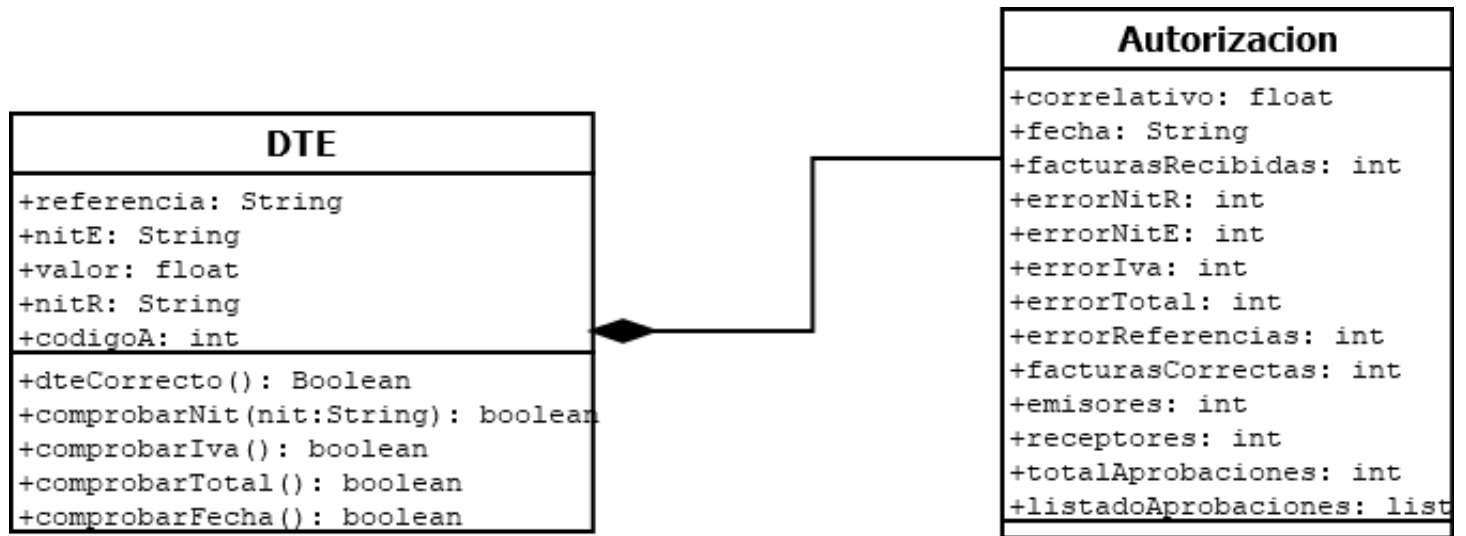 DTE
+referencia: String
+nitE: String
+valor: float
+nitR: String
+codigoA: int
+dteCorrecto(): Boolean
+comprobarNit(nit:String): boolean
+comprobarIva(): boolean
+comprobarTotal(): boolean
+comprobarFecha(): boolean
Autorizacion
+correlativo: float
+fecha: String
+facturasRecibidas: int
+errorNitR: int
+errorNitE: int
+errorIva: int
+errorTotal: int
+errorReferencias: int
+facturasCorrectas: int
+emisores: int
+receptores: int
+totalAprobaciones: int
+listadoAprobaciones: list